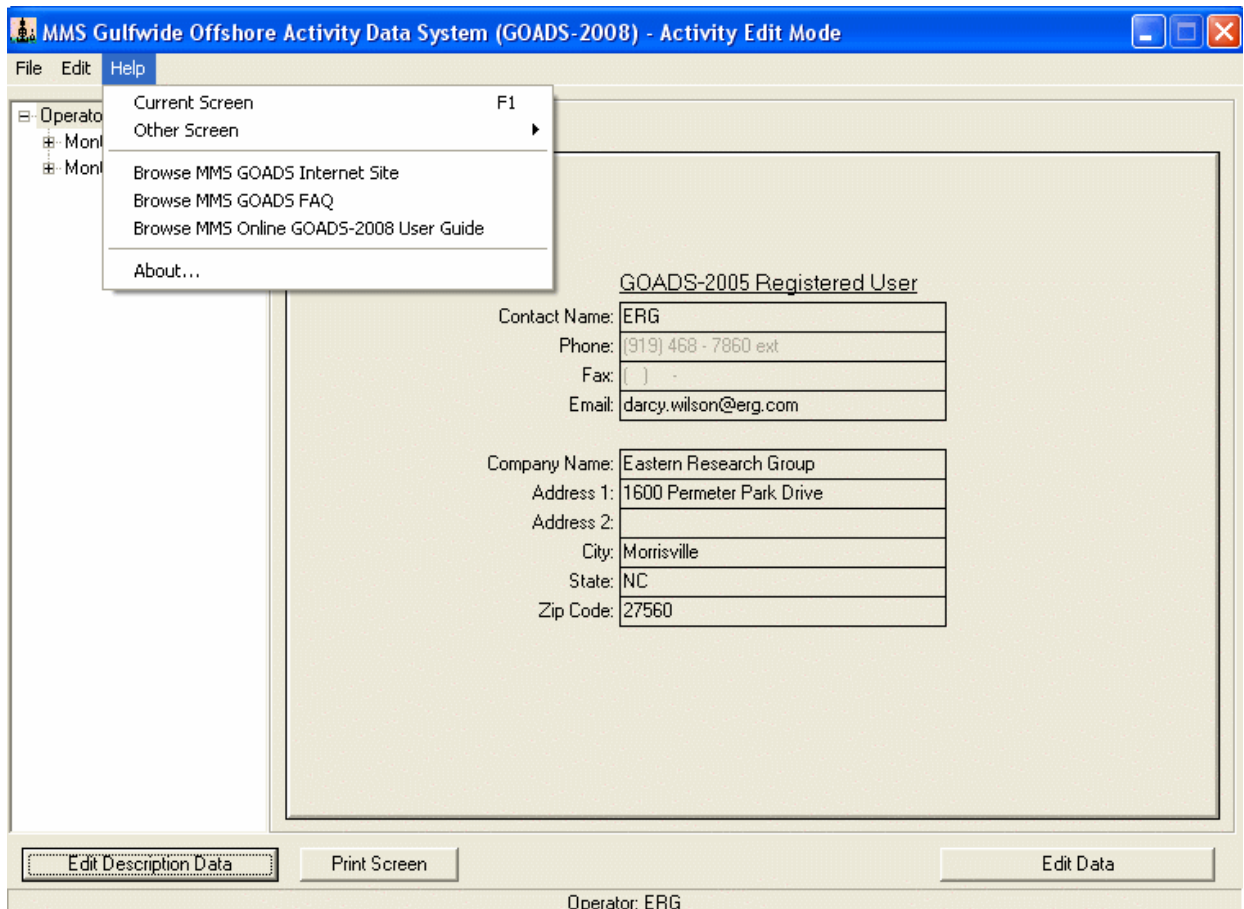 MMS Gulfwide Offshore Activity Data System (GOADS-2008) - Activity Edit Mode
File Edit Help
Current Screen F1
Other Screen
Browse MMS GOADS Internet Site
Browse MMS GOADS FAQ
Browse MMS Online GOADS-2008 User Guide
About...
Operato
Mont
Mont
GOADS-2005 Registered User
Contact Name: ERG
Phone: (919) 468 - 7860 ext
Fax: ( ) -
Email: darcy.wilson@erg.com
Company Name: Eastern Research Group
Address 1: 1600 Permeter Park Drive
Address 2:
City: Morrisville
State: NC
Zip Code: 27560
Edit Description Data Print Screen Edit Data
Operator: ERG